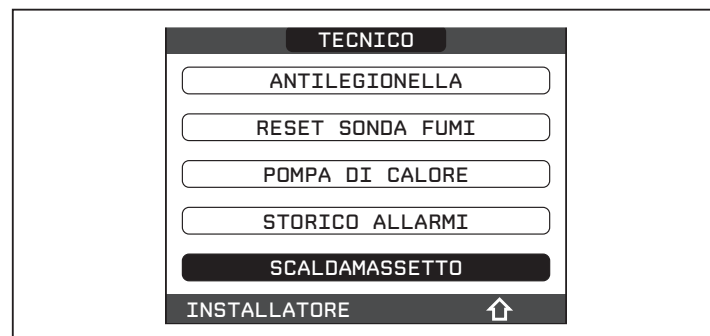 TECNICO
ANTILEGIONELLA
RESET SONDA FUMI
POMPA DI CALORE
STORICO ALLARMI
SCALDAMASSETTO
INSTALLATORE